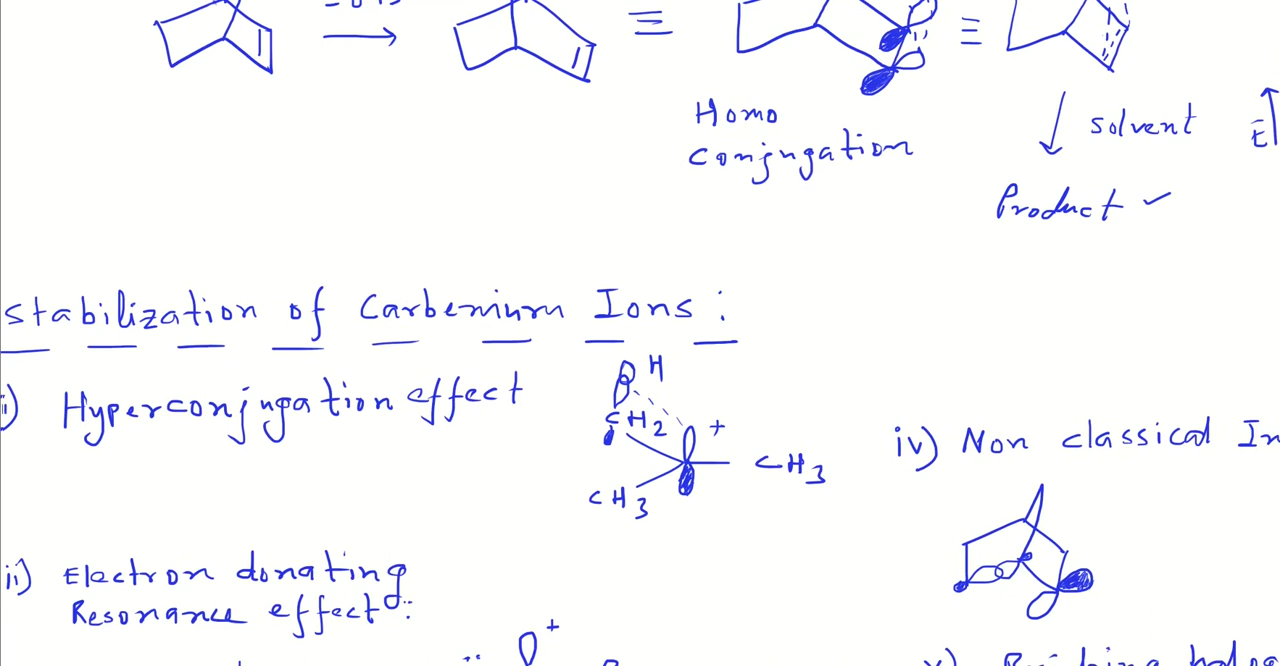 Homo
conjugation
solvent
E
Product ✓
Stabilization of Carbenium Ions :
i) Hyperconjugation effect
H
CH2
+
CH3
CH3
iv) Non classical
ii) Electron donating
Resonance effect:
+
v)